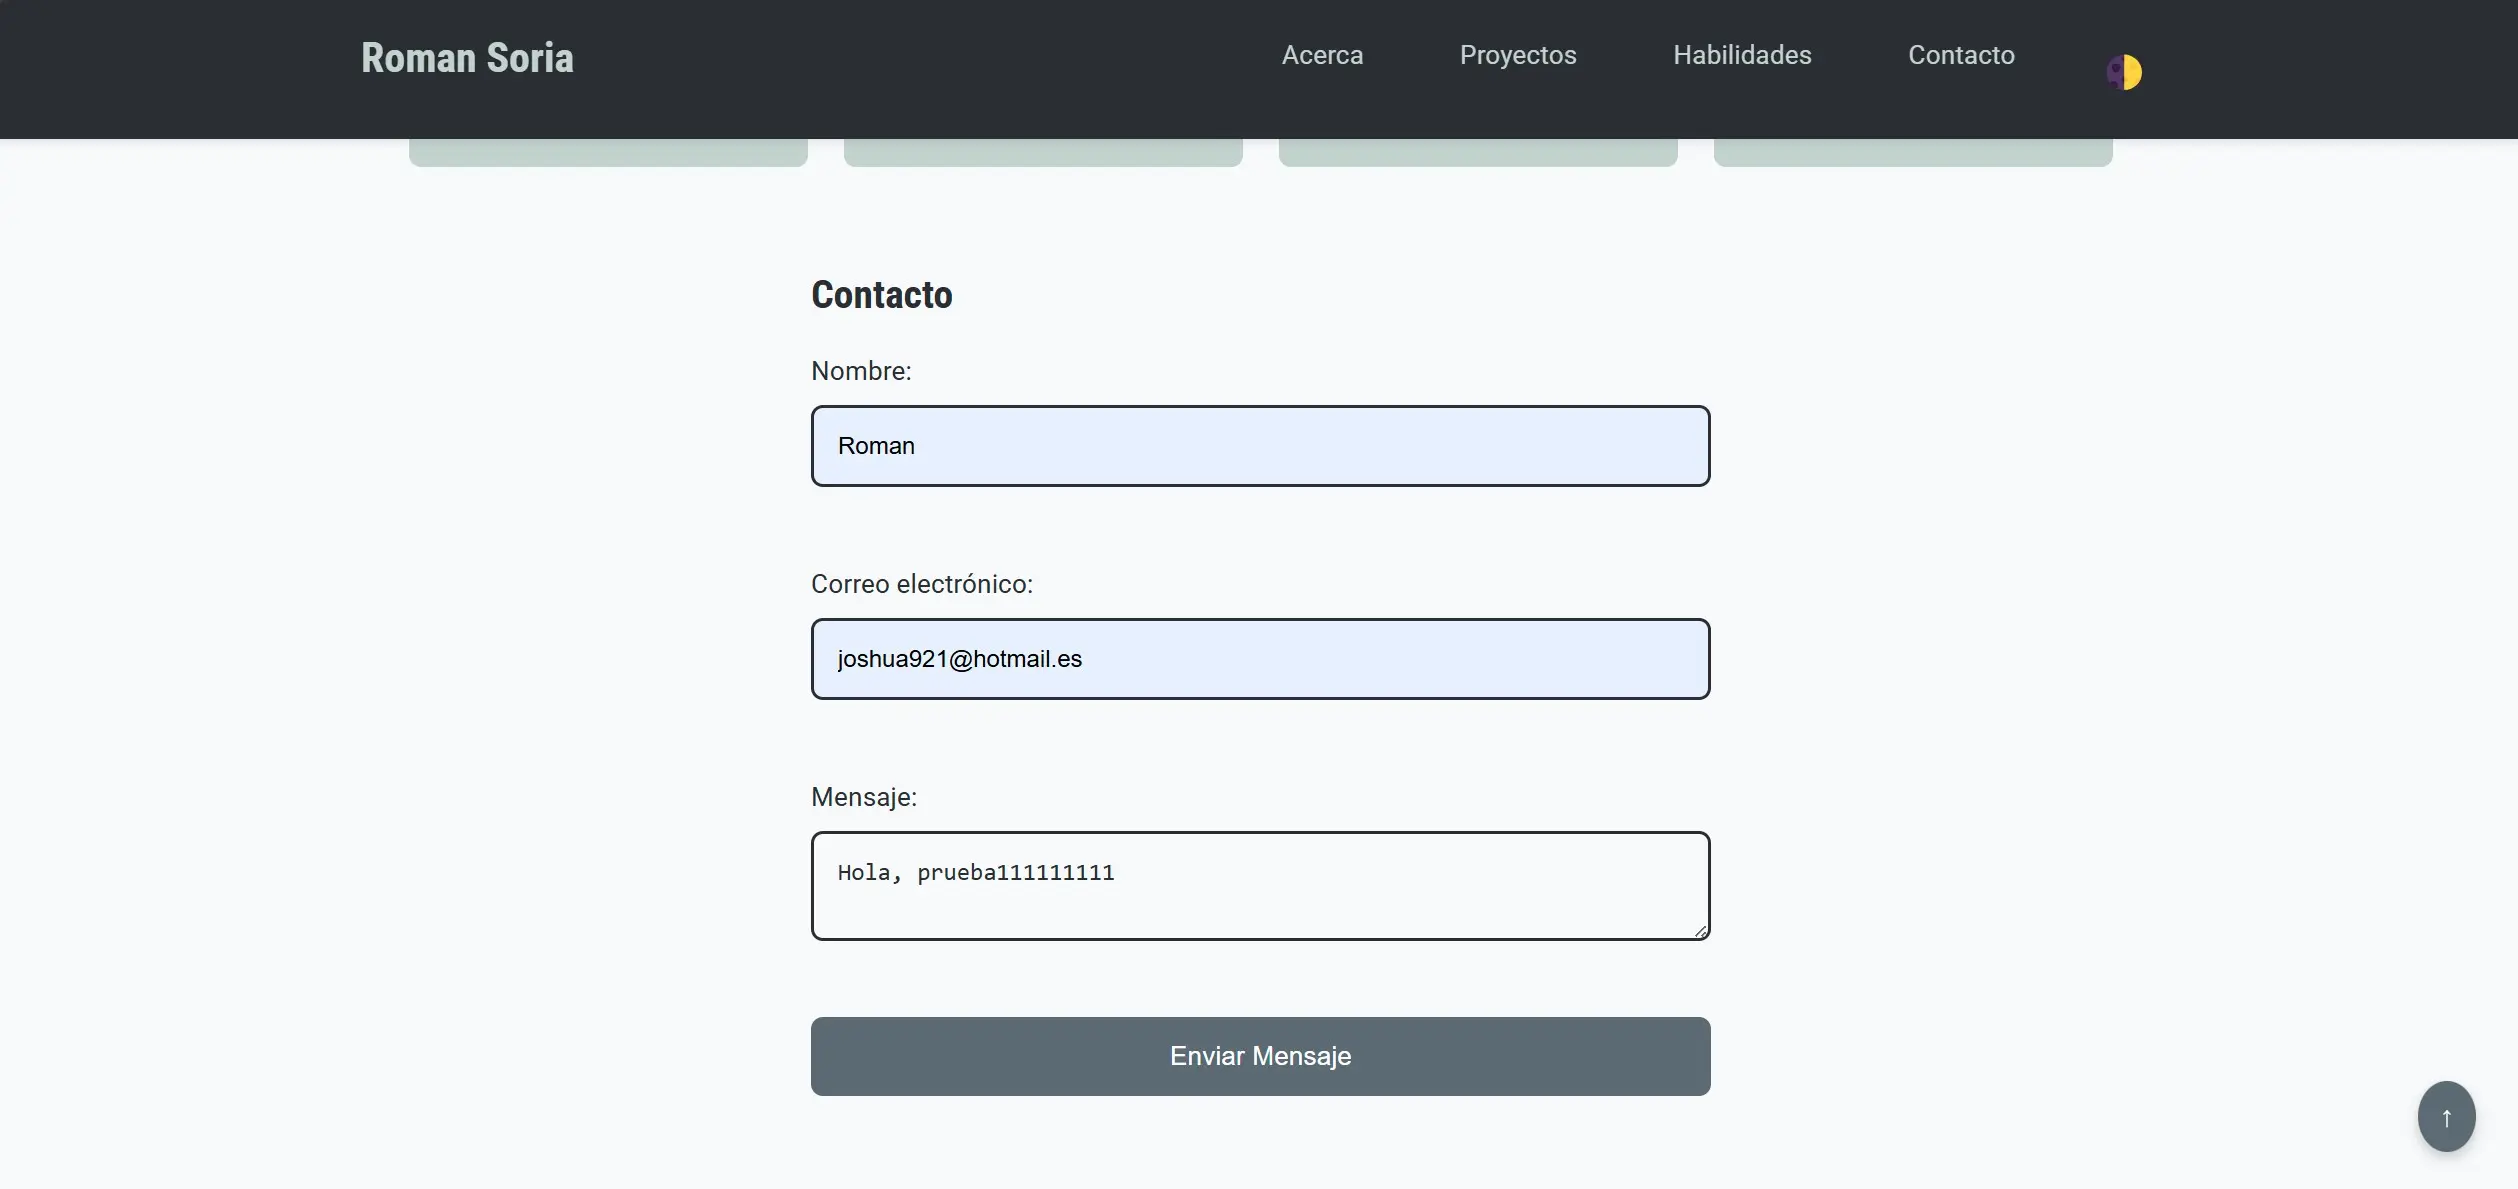 Roman Soria
Acerca Proyectos Habilidades Contacto
Contacto
Nombre:
Roman
Correo electrónico:
joshua921@hotmail.es
Mensaje:
Hola, prueba111111111
Enviar Mensaje
↑